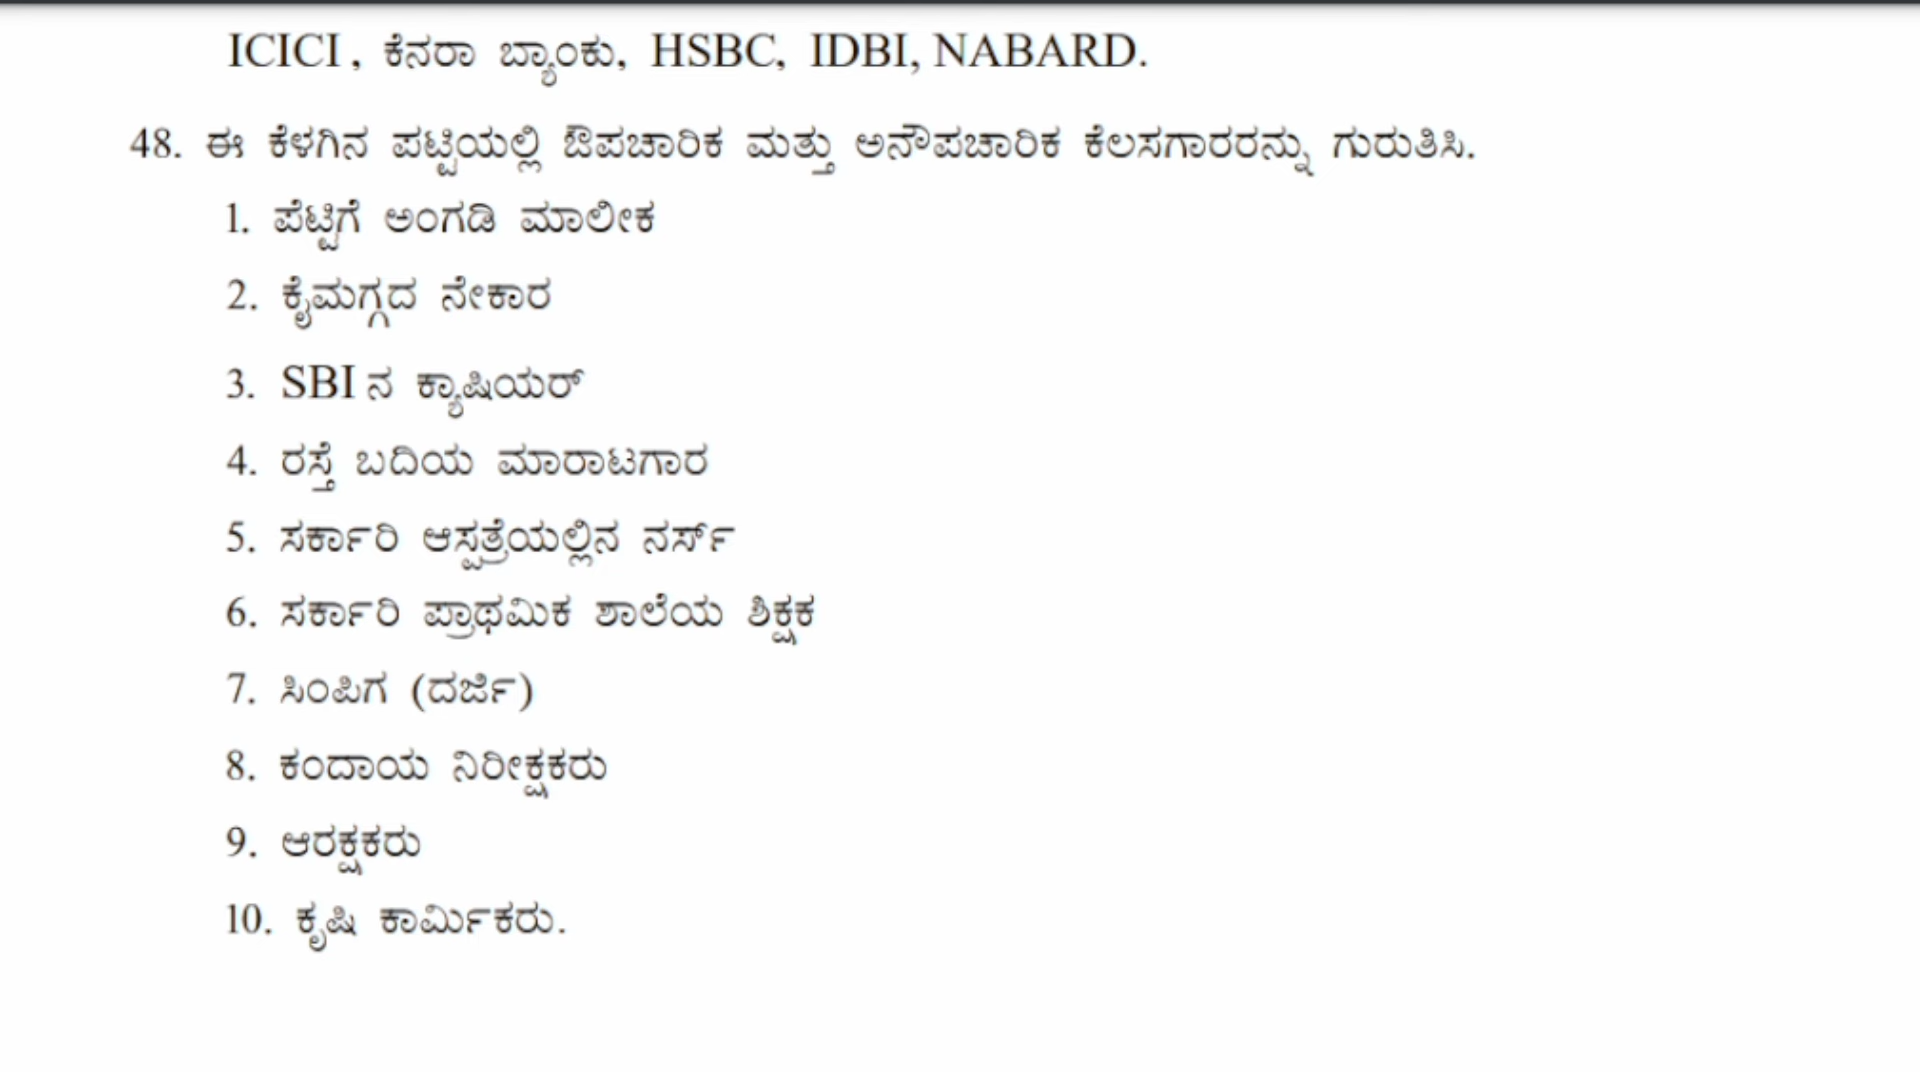 ICICI, ಕೆನರಾ ಬ್ಯಾಂಕು, HSBC, IDBI, NABARD.
48. ಈ ಕೆಳಗಿನ ಪಟ್ಟಿಯಲ್ಲಿ ಔಪಚಾರಿಕ ಮತ್ತು ಅನೌಪಚಾರಿಕ ಕೆಲಸಗಾರರನ್ನು ಗುರುತಿಸಿ.
1. ಪೆಟ್ಟಿಗೆ ಅಂಗಡಿ ಮಾಲೀಕ
2. ಕೈಮಗ್ಗದ ನೇಕಾರ
3. SBI ನ ಕ್ಯಾಷಿಯರ್
4. ರಸ್ತೆ ಬದಿಯ ಮಾರಾಟಗಾರ
5. ಸರ್ಕಾರಿ ಆಸ್ಪತ್ರೆಯಲ್ಲಿನ ನರ್ಸ್
6. ಸರ್ಕಾರಿ ಪ್ರಾಥಮಿಕ ಶಾಲೆಯ ಶಿಕ್ಷಕ
7. ಸಿಂಪಿಗ (ದರ್ಜಿ)
8. ಕಂದಾಯ ನಿರೀಕ್ಷಕರು
9. ಆರಕ್ಷಕರು
10. ಕೃಷಿ ಕಾರ್ಮಿಕರು.